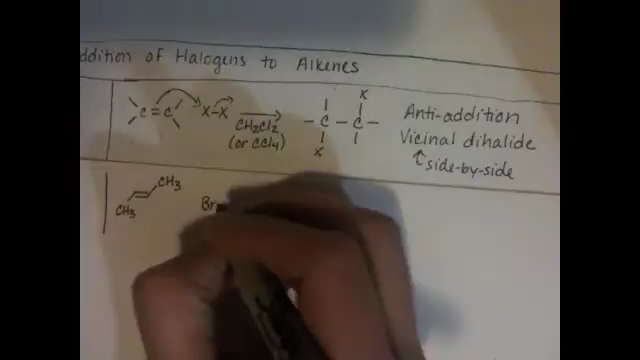 ddition of Halogens to Alkenes
C=C X-X CH2Cl2 -C-C- X Anti-addition
(or CCl4) X Vicinal dihalide
↑side-by-side
CH3
CH3 Br